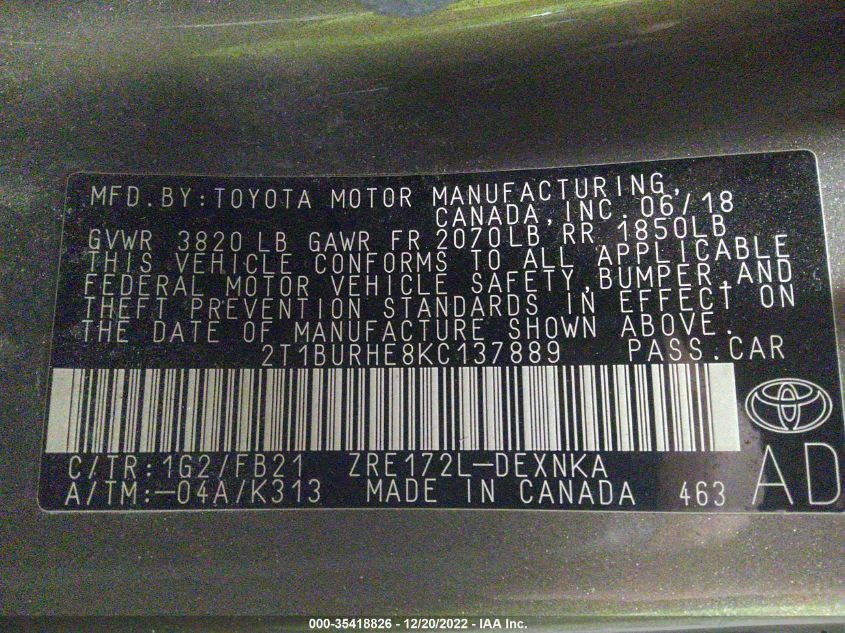 MFD.BY:TOYOTA MOTOR MANUFACTURING,
CANADA,INC. 06/18
GVWR 3820 LB GAWR FR 2070LB RR 1850LB
THIS VEHICLE CONFORMS TO ALL APPLICABLE
FEDERAL MOTOR VEHICLE SAFETY,BUMPER,AND
THEFT PREVENTION STANDARDS IN EFFECT ON
THE DATE OF MANUFACTURE SHOWN ABOVE.
2T1BURHE8KC137889 PASS.CAR
C/TR:1G2/FB21 ZRE172L-DEXNKA
A/TM:-04A/K313 MADE IN CANADA 463
AD
000-35418826 - 12/20/2022 - IAA Inc.